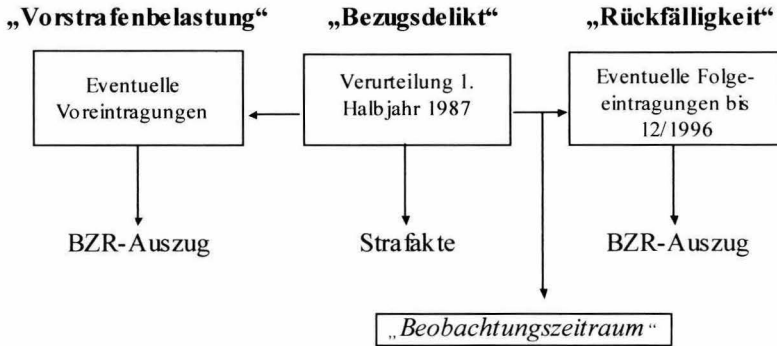 „Vorstrafenbelastung“
„Bezugsdelikt“
„Rückfälligkeit“
Eventuelle
Voreintragungen
Verurteilung 1.
Halbjahr 1987
Eventuelle Folge-
eintragungen bis
12/1996
BZR-Auszug
Strafakte
BZR-Auszug
„Beobachtungszeitraum“